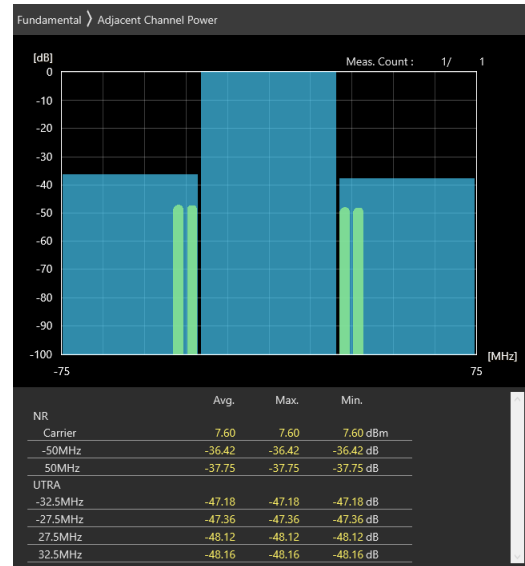 Fundamental 〉 Adjacent Channel Power
[dB]
Meas. Count : 1/ 1
0
-10
-20
-30
-40
-50
-60
-70
-80
-90
-100
[MHz]
-75 75
Avg. Max. Min.
NR
Carrier 7.60 7.60 7.60 dBm
-50MHz -36.42 -36.42 -36.42 dB
50MHz -37.75 -37.75 -37.75 dB
UTRA
-32.5MHz -47.18 -47.18 -47.18 dB
-27.5MHz -47.36 -47.36 -47.36 dB
27.5MHz -48.12 -48.12 -48.12 dB
32.5MHz -48.16 -48.16 -48.16 dB